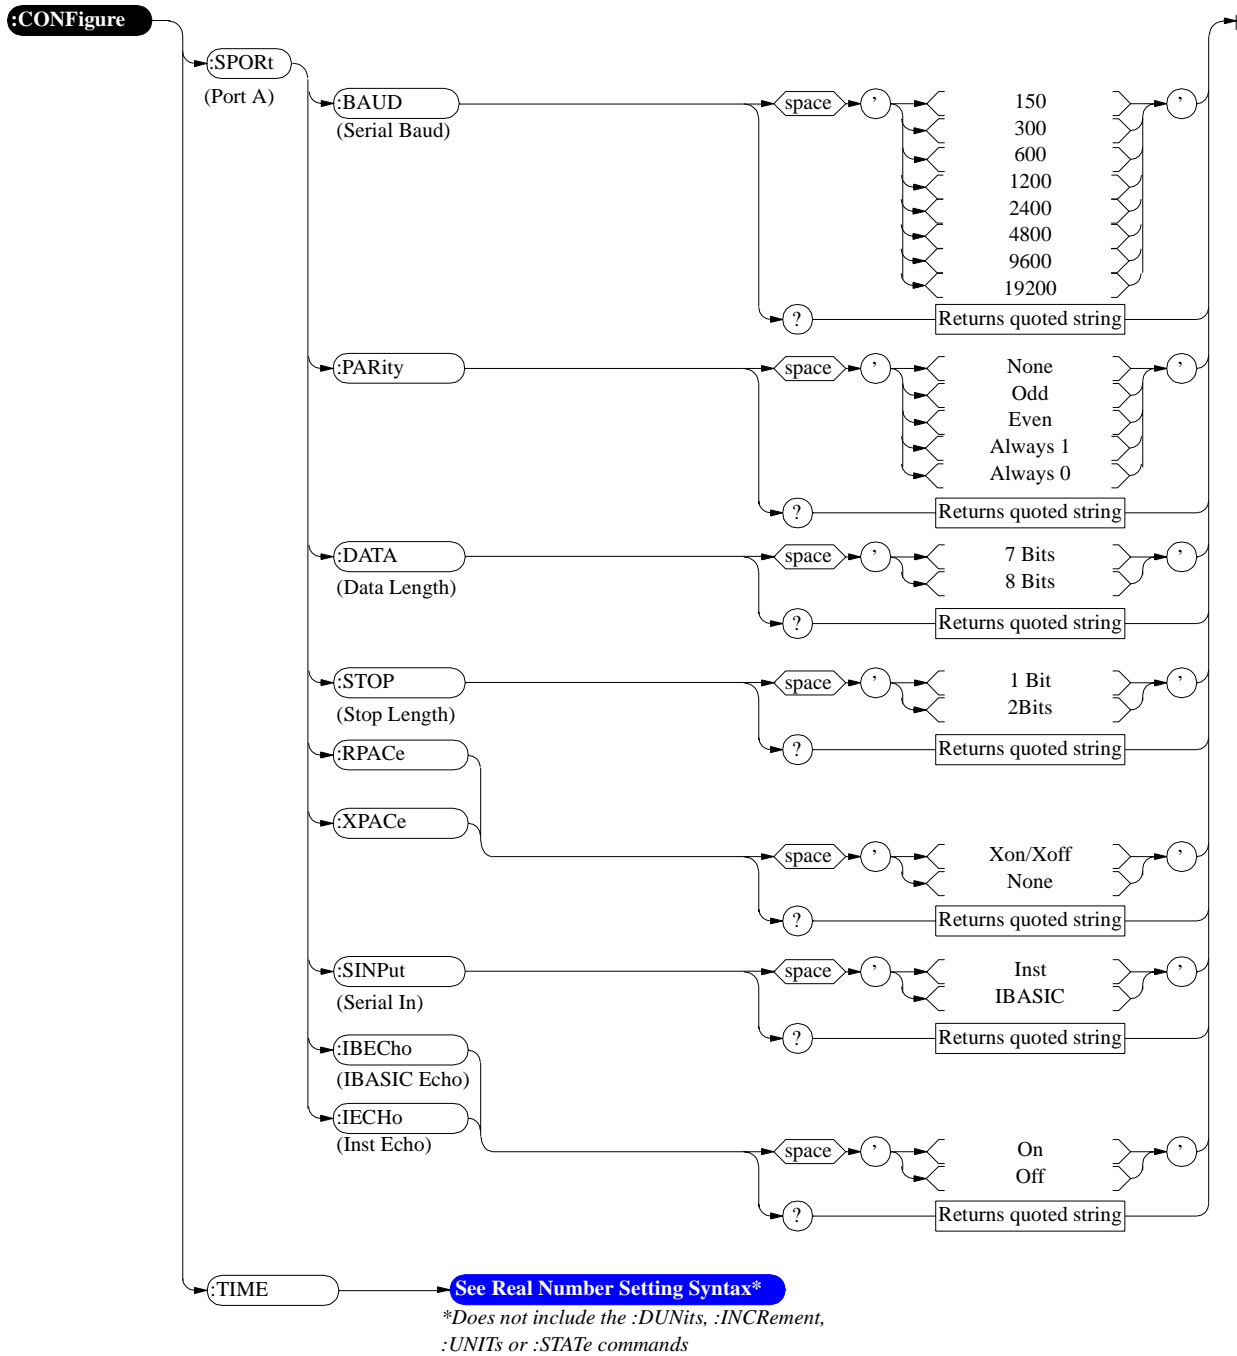 :CONFigure
:SPORt
(Port A)
:BAUD
(Serial Baud)
space ' 150 '
300
600
1200
2400
4800
9600
19200
? Returns quoted string
:PARity
space ' None '
Odd
Even
Always 1
Always 0
? Returns quoted string
:DATA
(Data Length)
space ' 7 Bits '
8 Bits
? Returns quoted string
:STOP
(Stop Length)
space ' 1 Bit '
2Bits
? Returns quoted string
:RPACe
:XPACe
space ' Xon/Xoff '
None
? Returns quoted string
:SINPut
(Serial In)
space ' Inst '
IBASIC
? Returns quoted string
:IBECho
(IBASIC Echo)
:IECHo
(Inst Echo)
space ' On '
Off
? Returns quoted string
:TIME
See Real Number Setting Syntax*
*Does not include the :DUNits, :INCRement,
:UNITs or :STATe commands